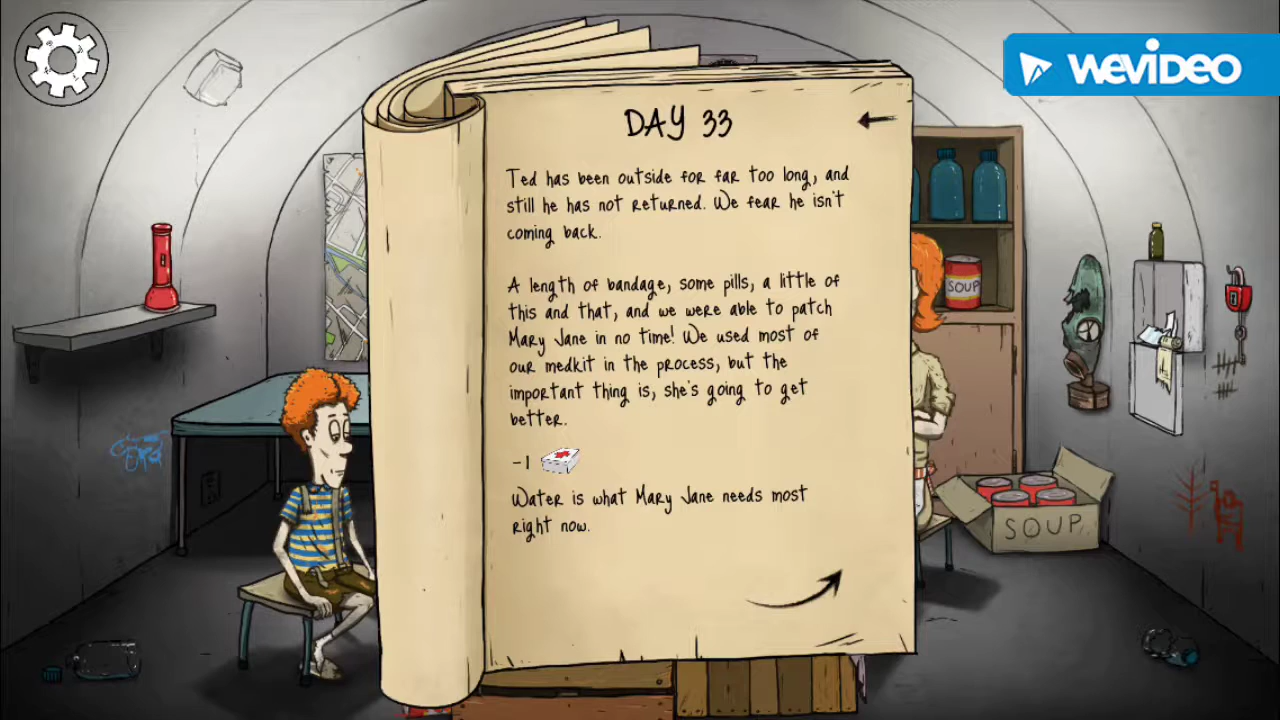 WEVIDEO
DAY 33
Ted has been outside for far too long, and
still he has not returned. We fear he isn't
coming back.
A length of bandage, some pills, a little of
this and that, and we were able to patch
Mary Jane in no time! We used most of
our medkit in the process, but the
important thing is, she's going to get
better.
-1
Water is what Mary Jane needs most
right now.
SOUP
SOUP